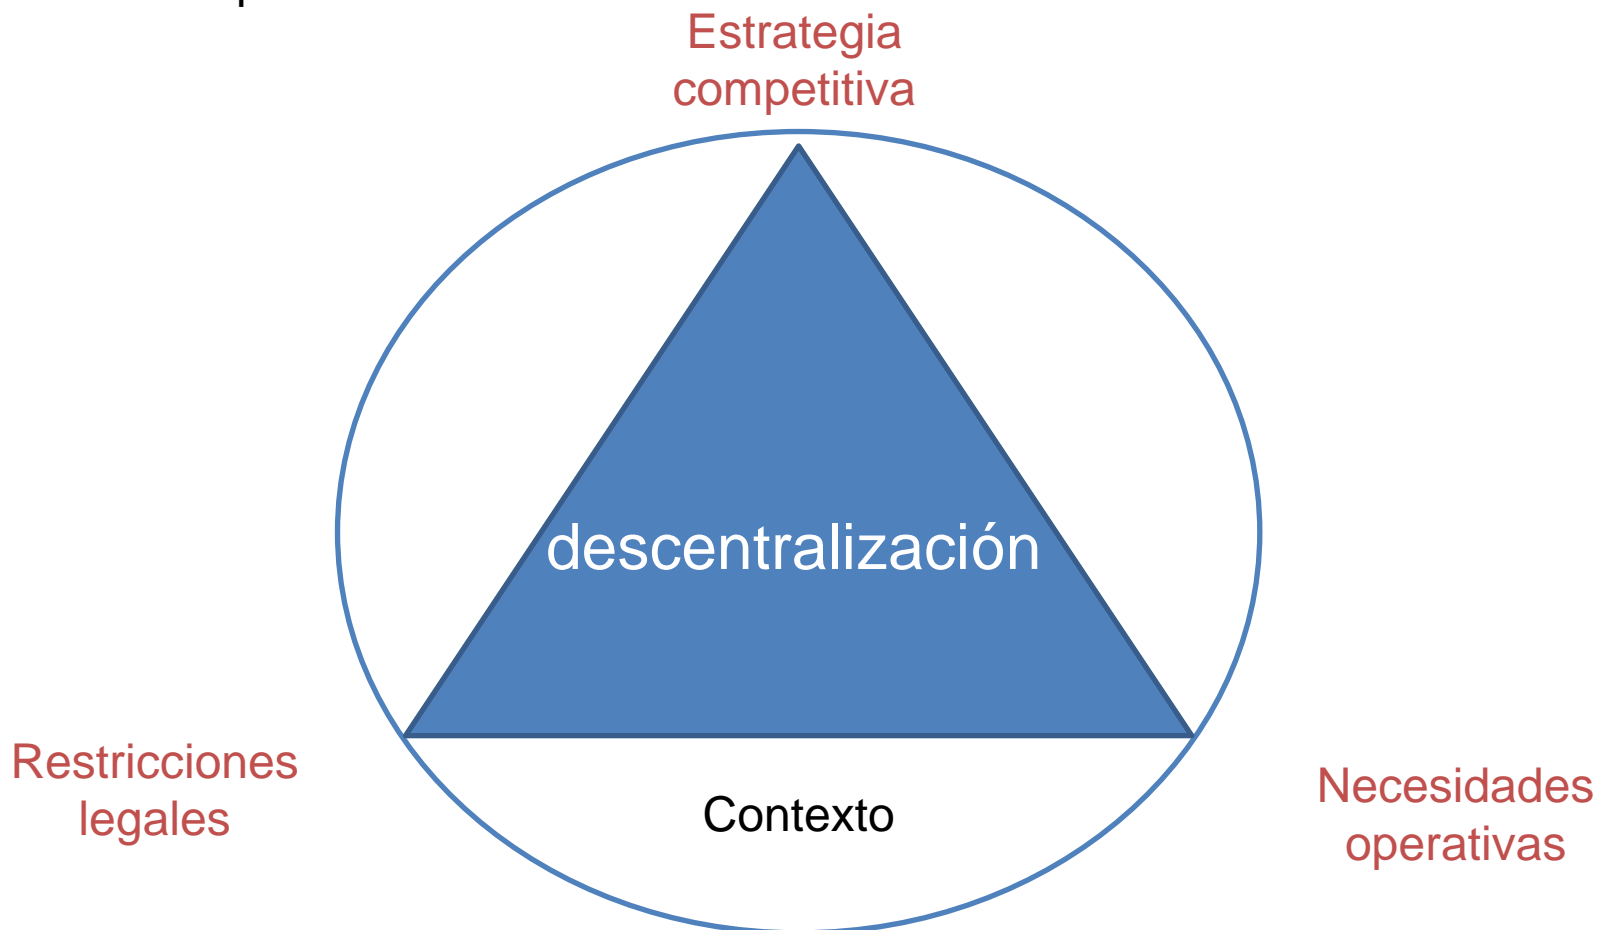 Estrategia
competitiva
descentralización
Restricciones
legales
Contexto
Necesidades
operativas